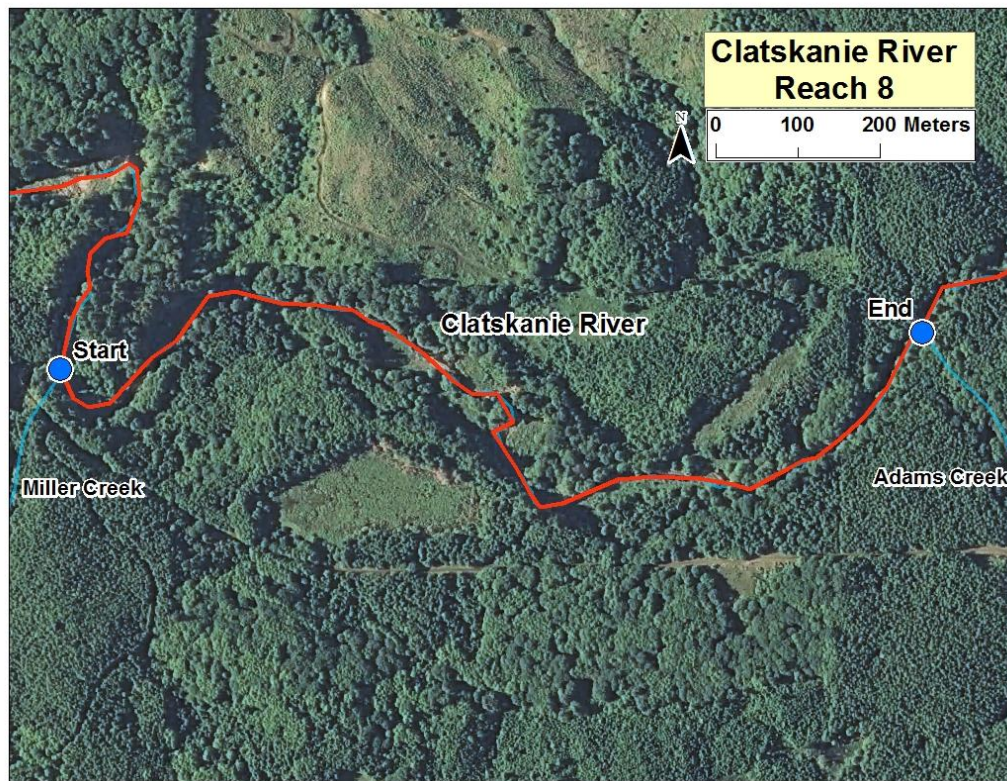 Clatskanie River
Reach 8
0 100 200 Meters
N
Clatskanie River
End
Start
Miller Creek
Adams Creek